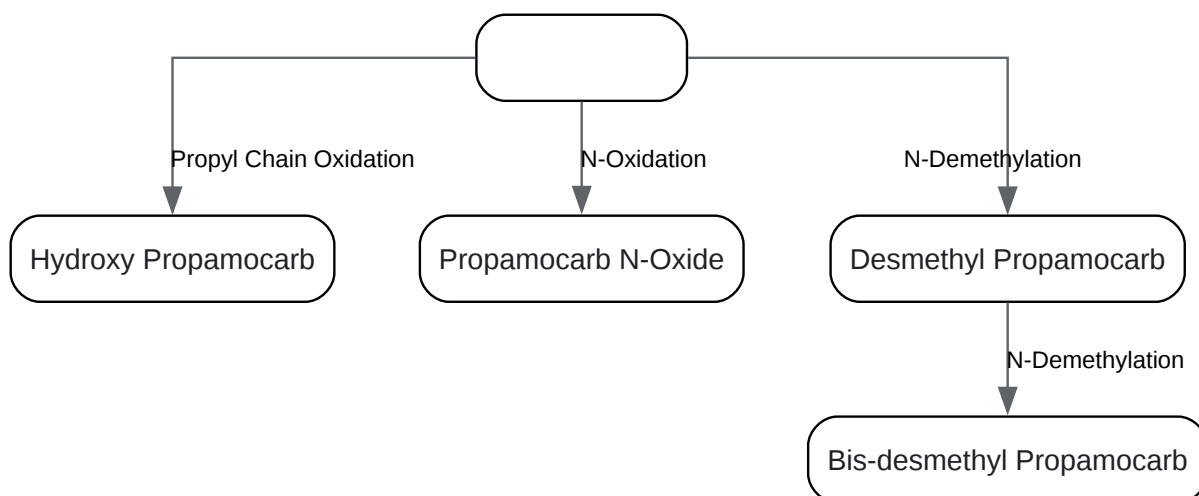 Propyl Chain Oxidation
N-Oxidation
N-Demethylation
Hydroxy Propamocarb
Propamocarb N-Oxide
Desmethyl Propamocarb
N-Demethylation
Bis-desmethyl Propamocarb